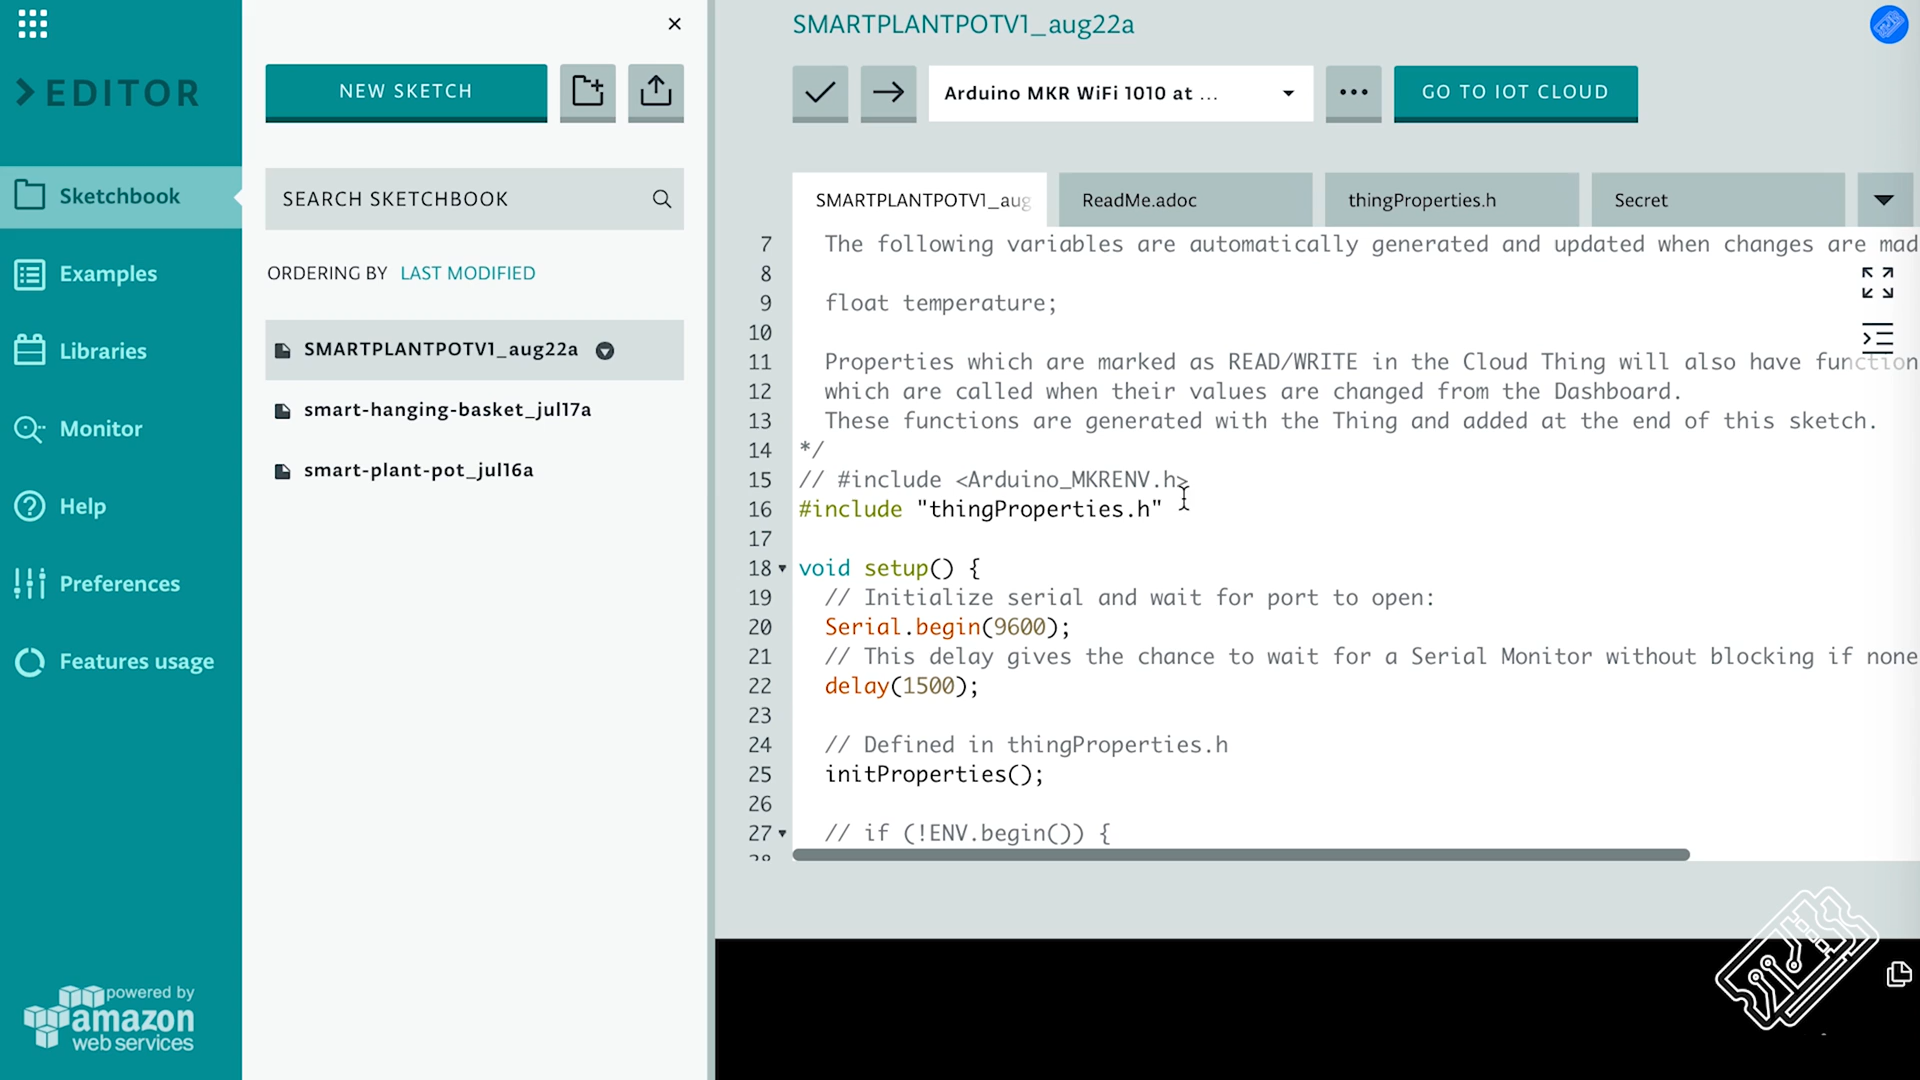 EDITOR
Sketchbook
Examples
Libraries
Monitor
Help
Preferences
Features usage
powered by
amazon
web services
NEW SKETCH
SEARCH SKETCHBOOK
ORDERING BY LAST MODIFIED
SMARTPLANTPOTV1_aug22a
smart-hanging-basket_jul17a
smart-plant-pot_jul16a
SMARTPLANTPOTV1_aug22a
Arduino MKR WiFi 1010 at ...
GO TO IOT CLOUD
SMARTPLANTPOTV1_aug ReadMe.adoc thingProperties.h Secret
7 The following variables are automatically generated and updated when changes are mad
8
9 float temperature;
10
11 Properties which are marked as READ/WRITE in the Cloud Thing will also have function
12 which are called when their values are changed from the Dashboard.
13 These functions are generated with the Thing and added at the end of this sketch.
14 */
15 // #include <Arduino_MKRENV.h>
16 #include "thingProperties.h"
17
18 void setup() {
19 // Initialize serial and wait for port to open:
20 Serial.begin(9600);
21 // This delay gives the chance to wait for a Serial Monitor without blocking if none
22 delay(1500);
23
24 // Defined in thingProperties.h
25 initProperties();
26
27 // if (!ENV.begin()) {